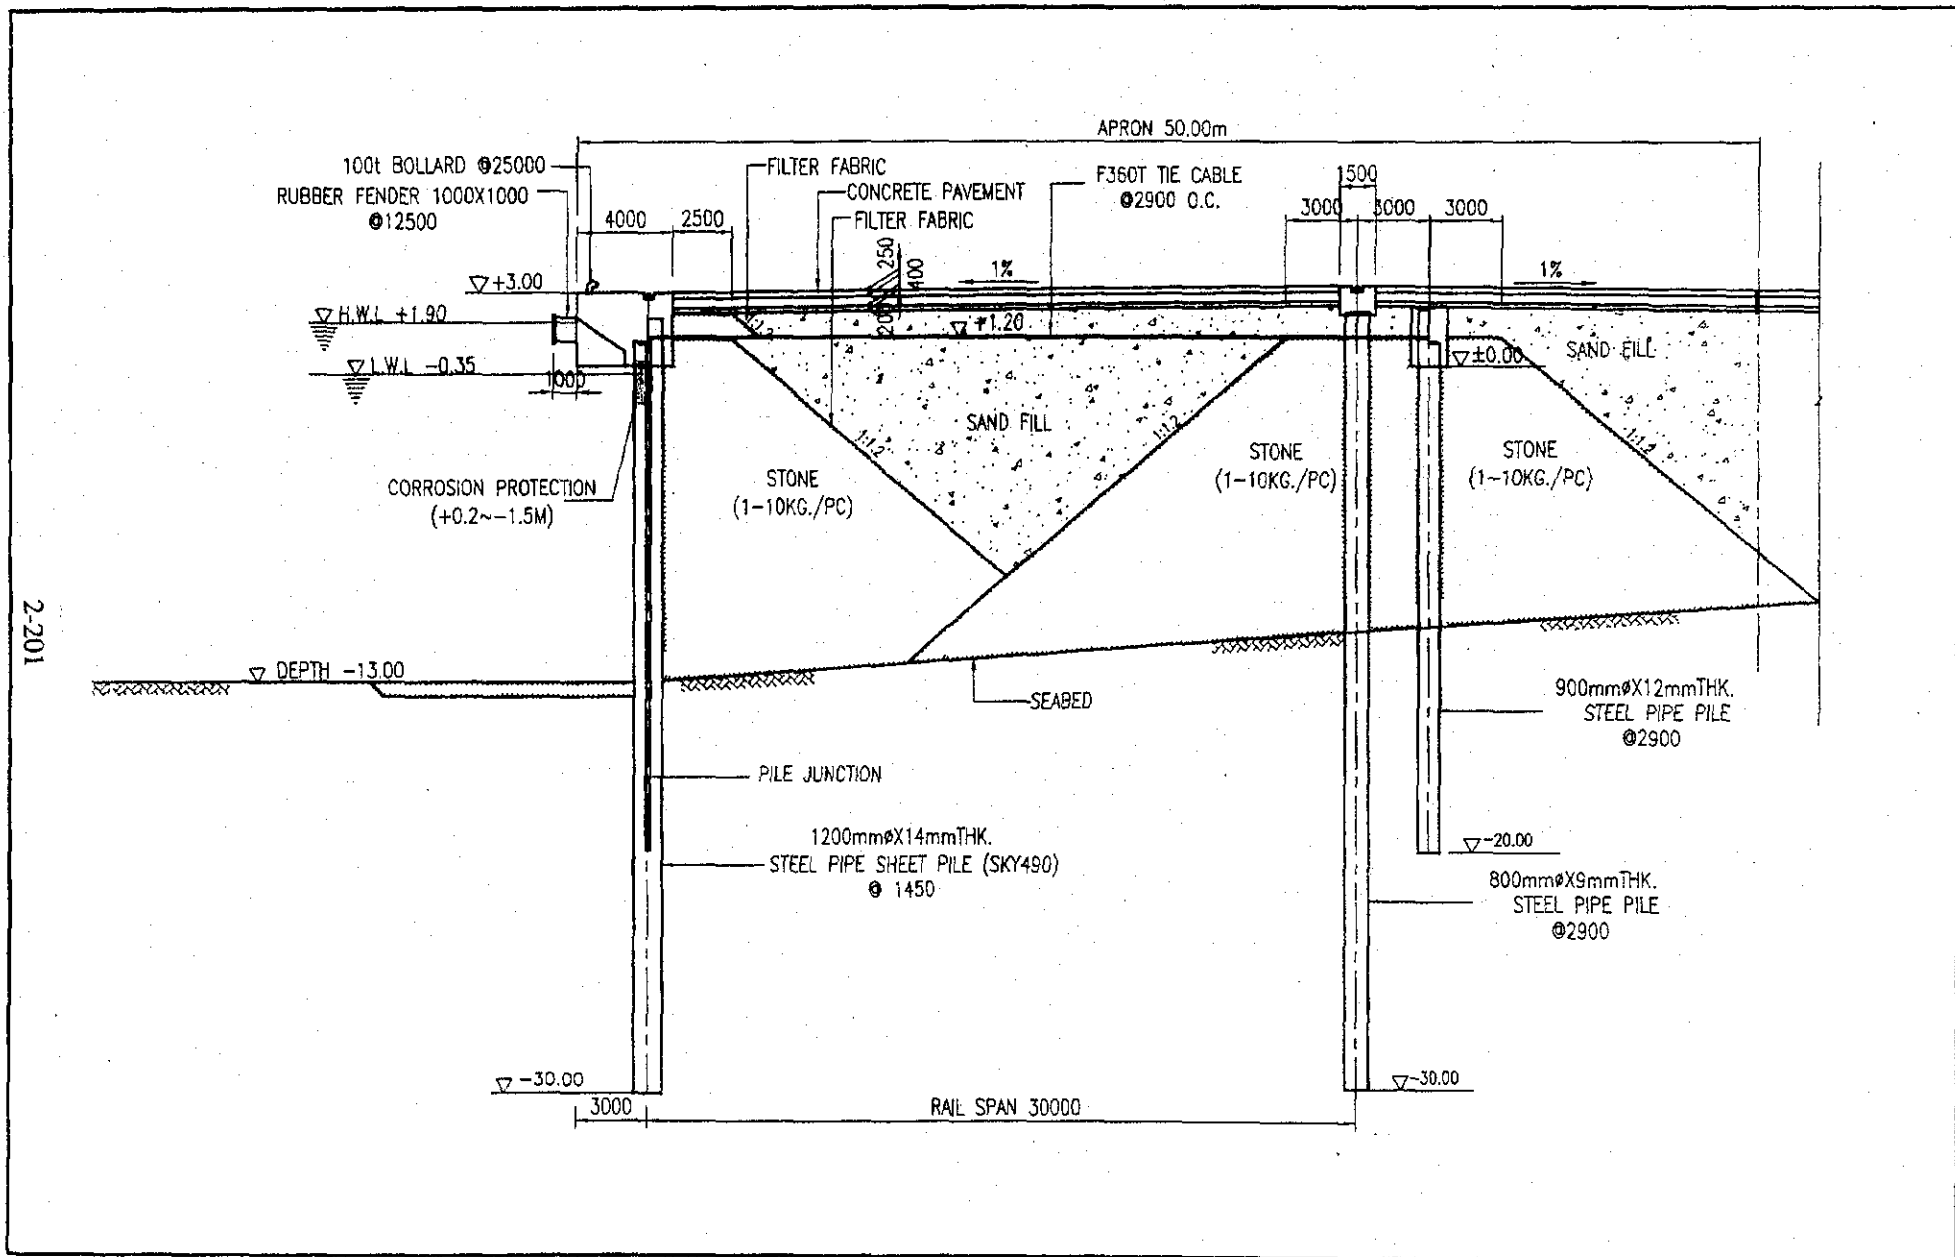 APRON 50.00m
100t BOLLARD @25000
RUBBER FENDER 1000X1000
@12500
FILTER FABRIC
CONCRETE PAVEMENT
FILTER FABRIC
F360T TIE CABLE
@2900 O.C.
1500
4000
2500
3000
3000
3000
250
400
200
1%
1%
+3.00
H.W.L +1.90
L.W.L -0.35
1000
1:1.2
+1.20
±0.00
SAND FILL
SAND FILL
1:1.2
1:1.2
STONE
(1-10KG./PC)
STONE
(1-10KG./PC)
STONE
(1-10KG./PC)
CORROSION PROTECTION
(+0.2~-1.5M)
2-201
DEPTH -13.00
SEABED
900mmøX12mmTHK.
STEEL PIPE PILE
@2900
PILE JUNCTION
1200mmøX14mmTHK.
STEEL PIPE SHEET PILE (SKY490)
@ 1450
-20.00
800mmøX9mmTHK.
STEEL PIPE PILE
@2900
-30.00
-30.00
3000
RAIL SPAN 30000